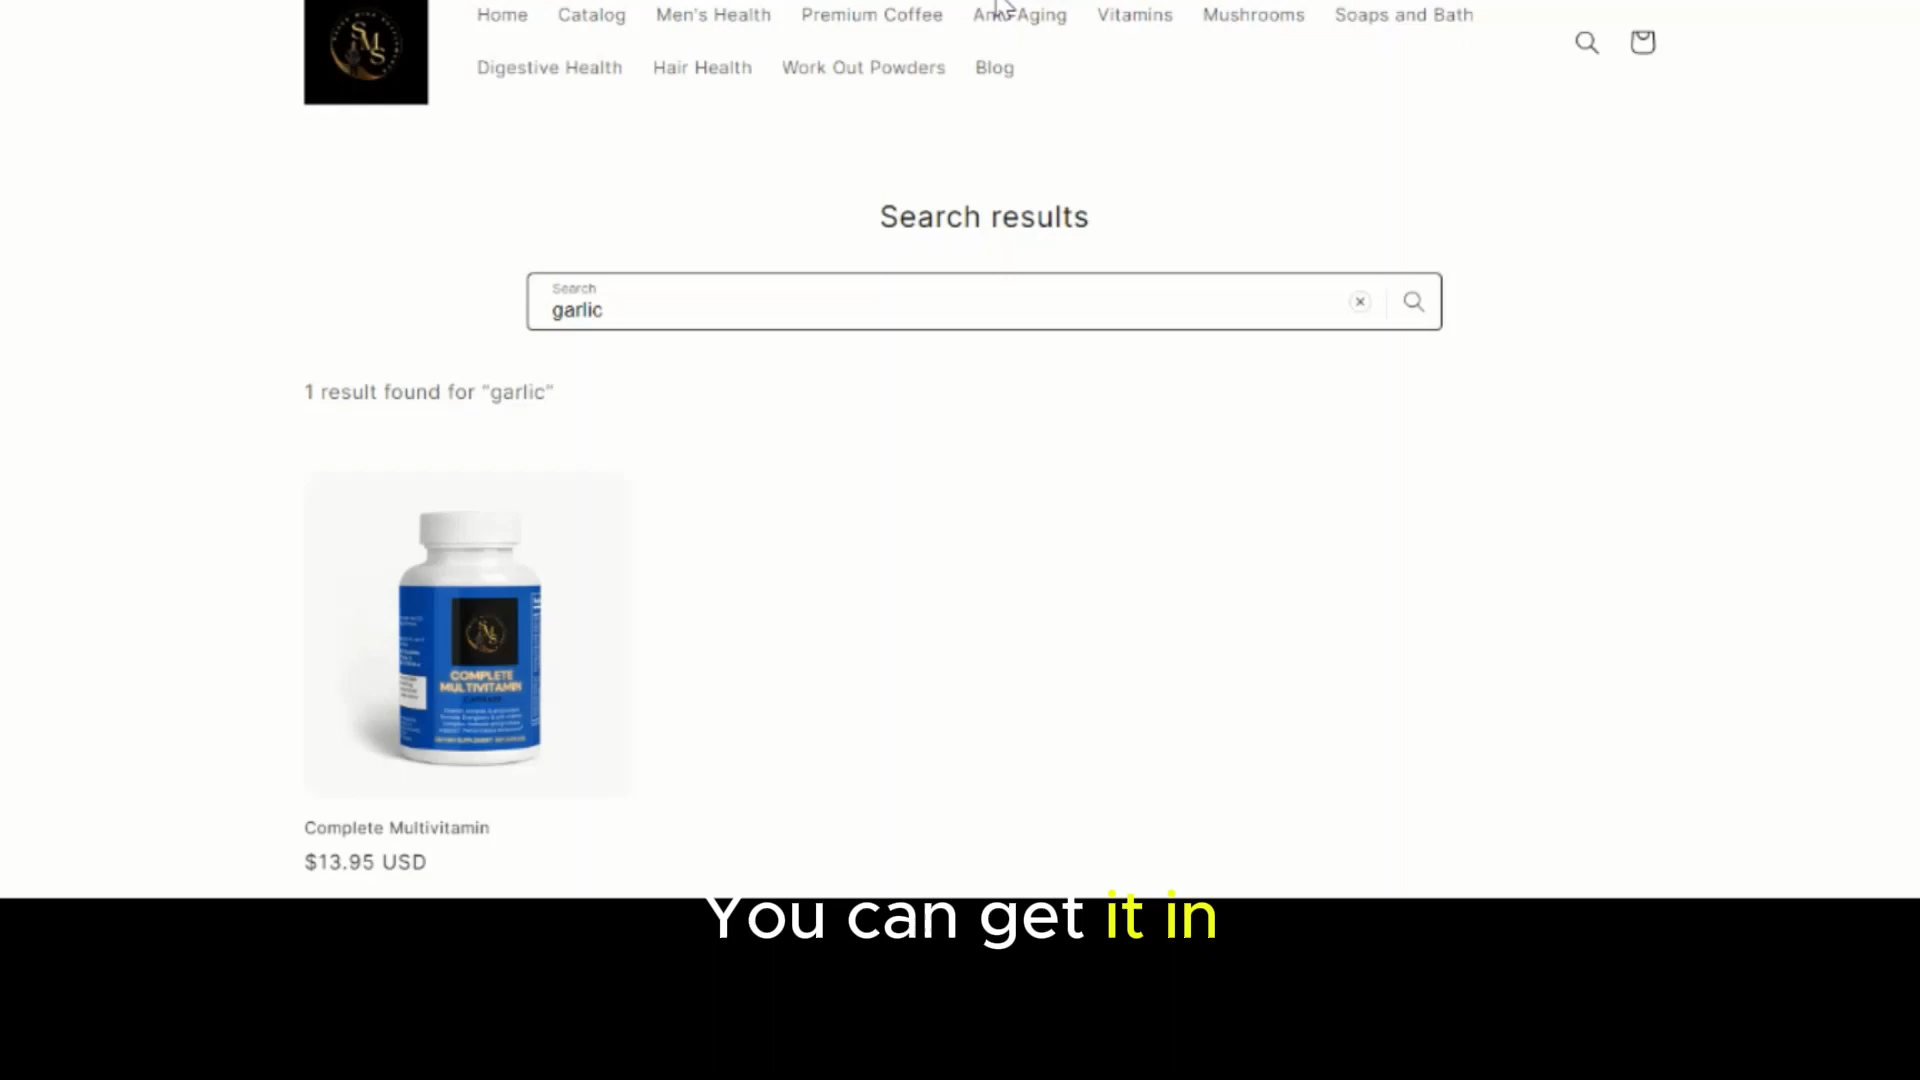 Home Catalog Men's Health Premium Coffee Anti-Aging Vitamins Mushrooms Soaps and Bath
Digestive Health Hair Health Work Out Powders Blog
SMS
Search results
Search
garlic
1 result found for "garlic"
SMS
COMPLETE
MULTIVITAMIN
Complete Multivitamin
$13.95 USD
You can get it in